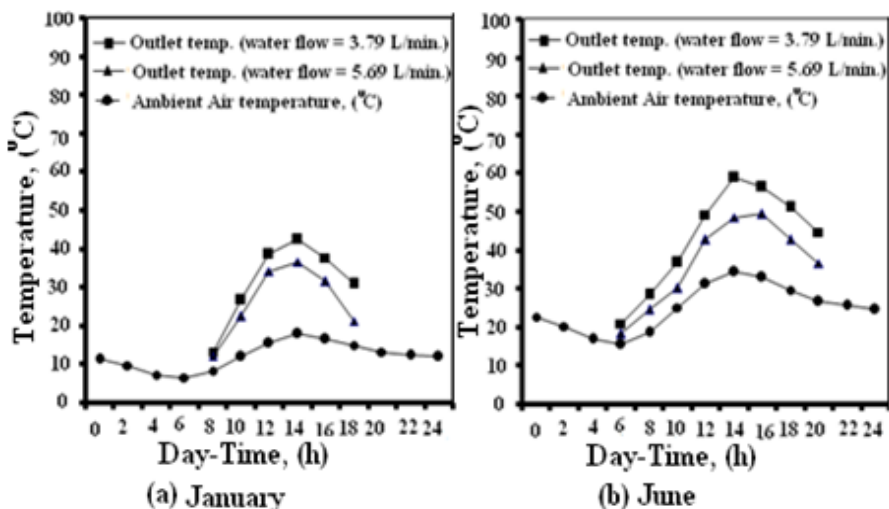 100
90
80
70
60
50
40
30
20
10
0
Temperature, (⁰C)
Outlet temp. (water flow = 3.79 L/min.)
Outlet temp. (water flow = 5.69 L/min.)
Ambient Air temperature, (⁰C)
0 2 4 6 8 10 12 14 16 18 20 22 24
Day-Time, (h)
(a) January
100
90
80
70
60
50
40
30
20
10
0
Temperature, (⁰C)
Outlet temp. (water flow = 3.79 L/min.)
Outlet temp. (water flow = 5.69 L/min.)
Ambient Air temperature, (⁰C)
0 2 4 6 8 10 12 14 16 18 20 22 24
Day-Time, (h)
(b) June